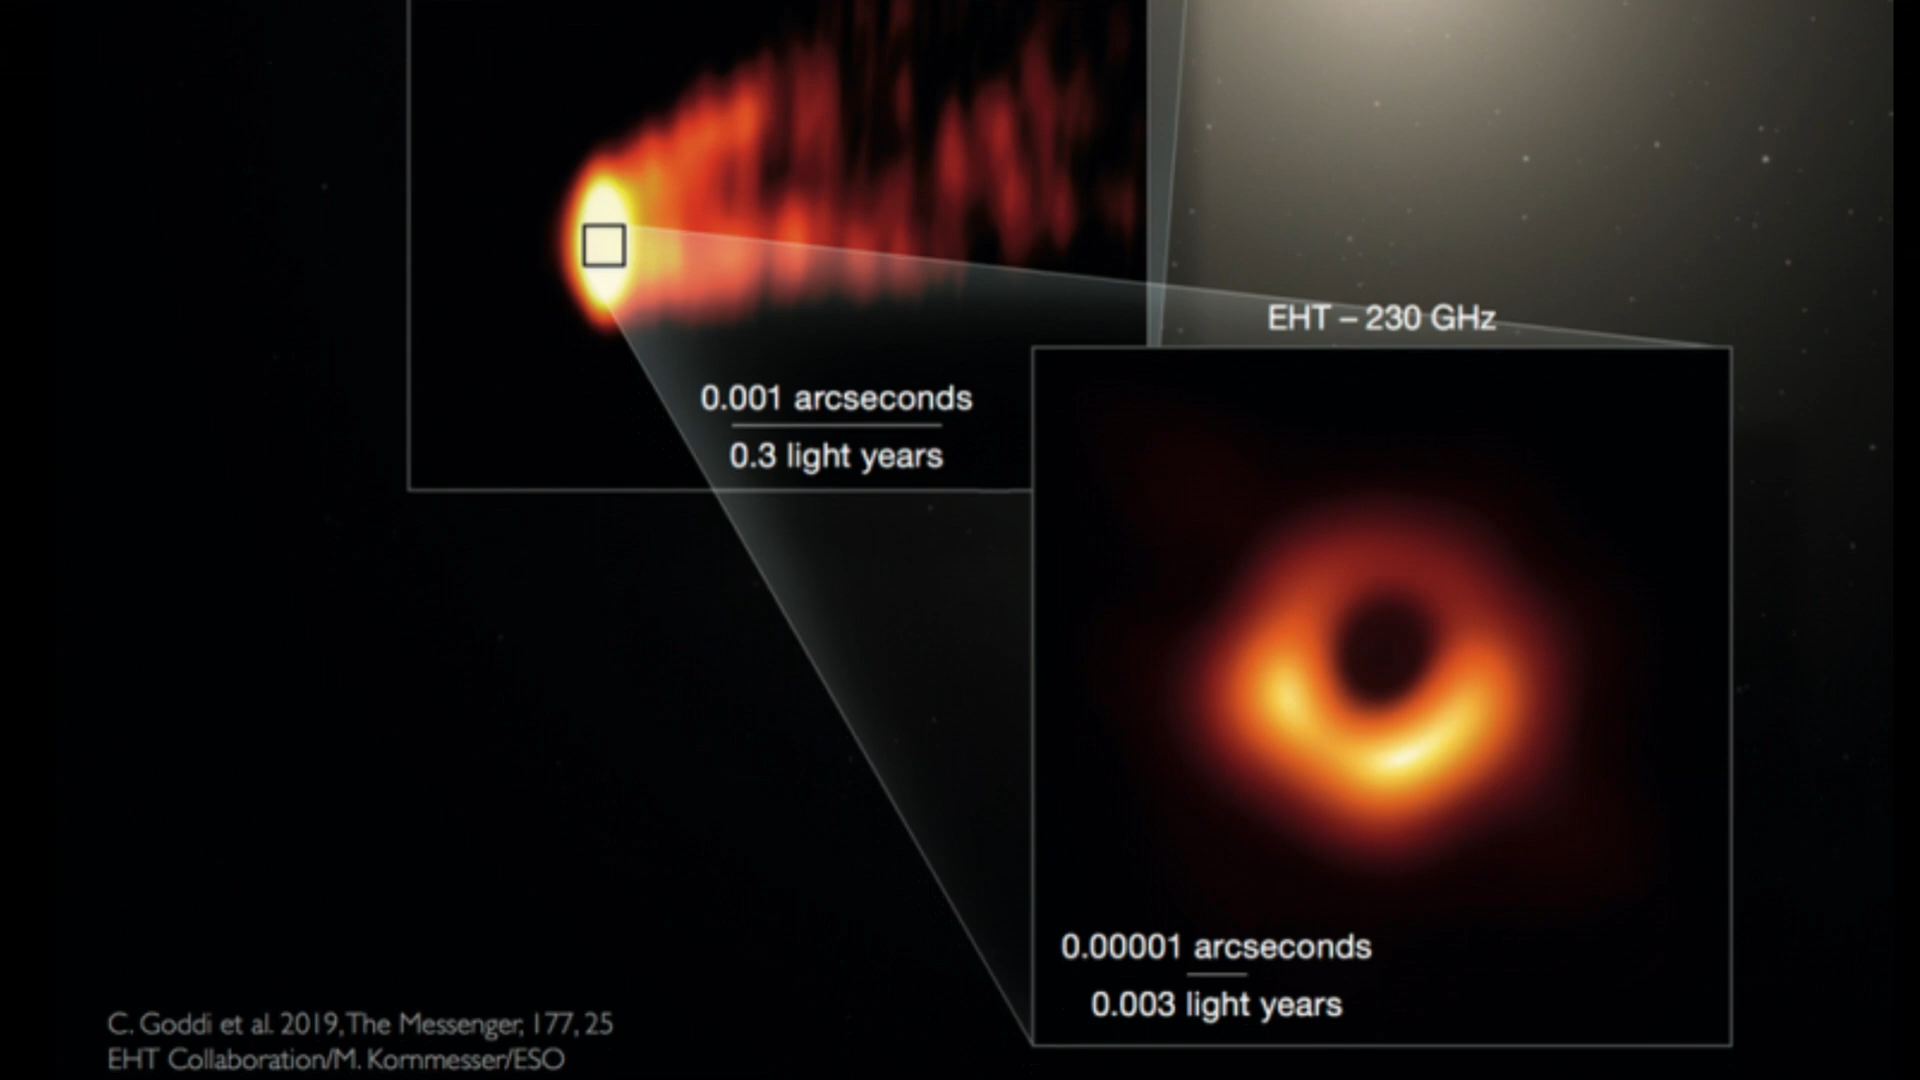 EHT – 230 GHz
0.001 arcseconds
0.3 light years
0.00001 arcseconds
0.003 light years
C. Goddi et al. 2019, The Messenger, 177, 25
EHT Collaboration/M. Kornmesser/ESO